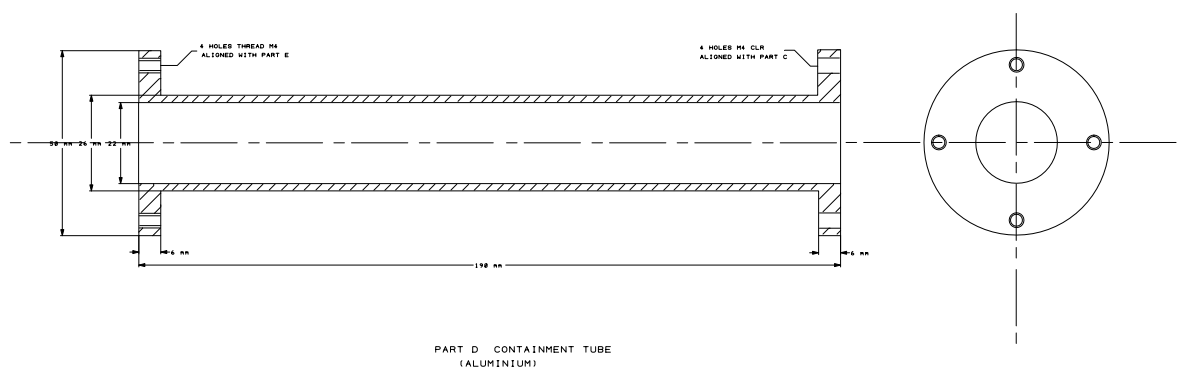 4 HOLES THREAD M4
ALIGNED WITH PART E
4 HOLES M4 CLR
ALIGNED WITH PART C
50 mm 26 mm 22 mm
6 mm
6 mm
190 mm
PART D CONTAINMENT TUBE
(ALUMINIUM)